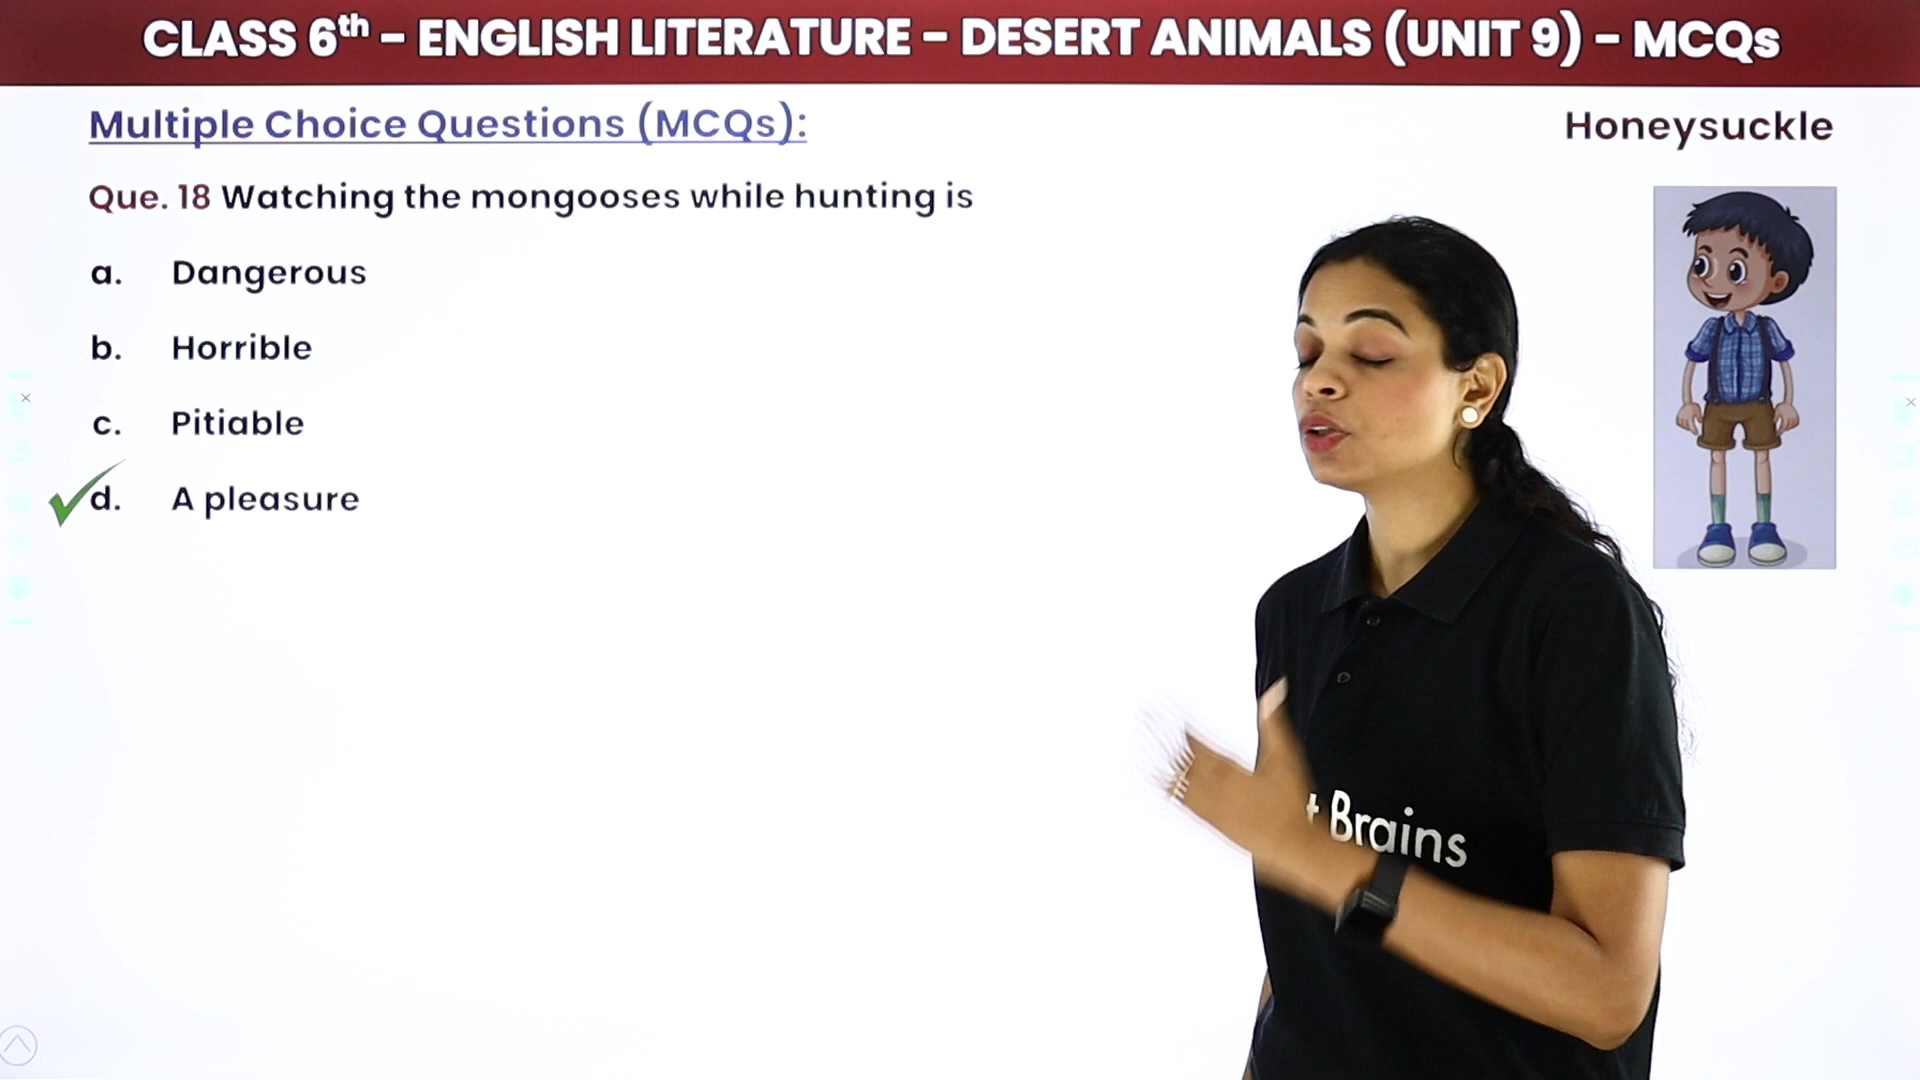 CLASS 6th – ENGLISH LITERATURE – DESERT ANIMALS (UNIT 9) – MCQs
Multiple Choice Questions (MCQs):
Honeysuckle
Que. 18 Watching the mongooses while hunting is
a. Dangerous
b. Horrible
c. Pitiable
d. A pleasure
Brains